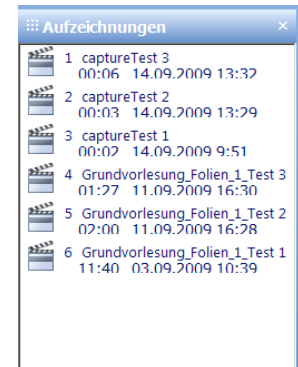 Aufzeichnungen
1 captureTest 3
00:06 14.09.2009 13:32
2 captureTest 2
00:03 14.09.2009 13:29
3 captureTest 1
00:02 14.09.2009 9:51
4 Grundvorlesung_Folien_1_Test 3
01:27 11.09.2009 16:30
5 Grundvorlesung_Folien_1_Test 2
02:00 11.09.2009 16:28
6 Grundvorlesung_Folien_1_Test 1
11:40 03.09.2009 10:39